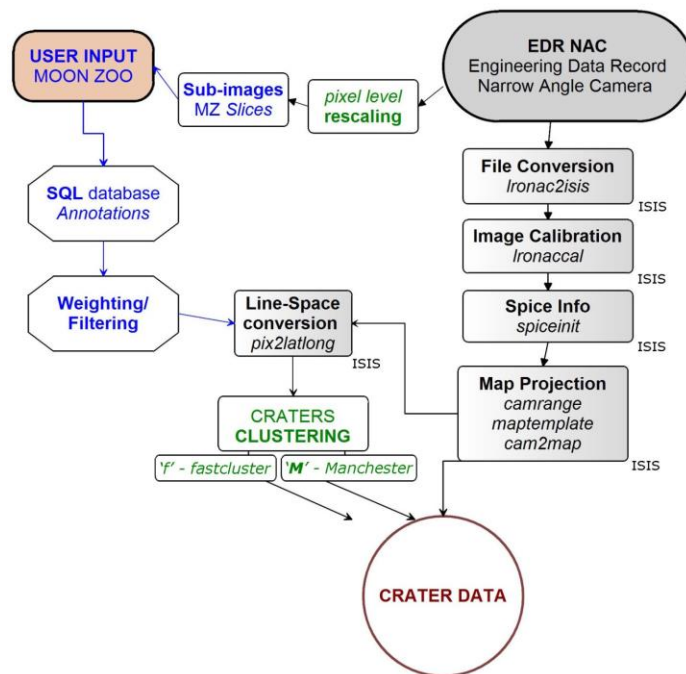 USER INPUT
MOON ZOO
Sub-images
MZ Slices
pixel level
rescaling
EDR NAC
Engineering Data Record
Narrow Angle Camera
File Conversion
lronac2isis
ISIS
SQL database
Annotations
Image Calibration
lronaccal
ISIS
Weighting/
Filtering
Line-Space
conversion
pix2latlong
ISIS
Spice Info
spiceinit
ISIS
Map Projection
camrange
maptemplate
cam2map
ISIS
CRATERS
CLUSTERING
'f' - fastcluster
'M' - Manchester
CRATER DATA